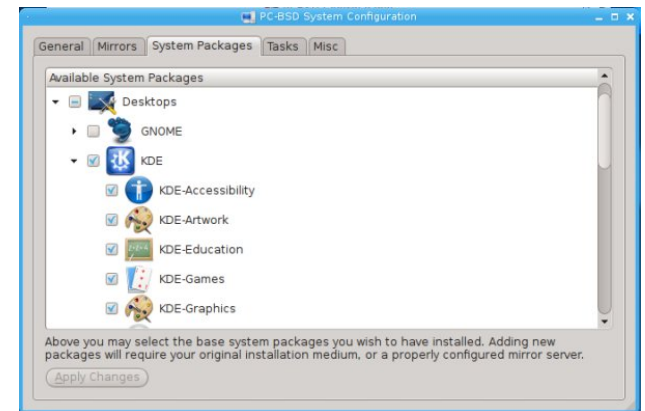 PC-BSD System Configuration
General Mirrors System Packages Tasks Misc
Available System Packages
Desktops
GNOME
KDE
KDE-Accessibility
KDE-Artwork
KDE-Education
KDE-Games
KDE-Graphics
Above you may select the base system packages you wish to have installed. Adding new
packages will require your original installation medium, or a properly configured mirror server.
Apply Changes